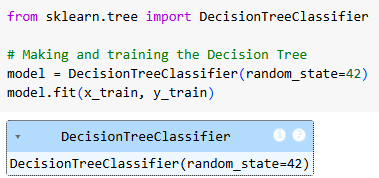 from sklearn.tree import DecisionTreeClassifier
# Making and training the Decision Tree
model = DecisionTreeClassifier(random_state=42)
model.fit(x_train, y_train)
DecisionTreeClassifier i ?
DecisionTreeClassifier(random_state=42)